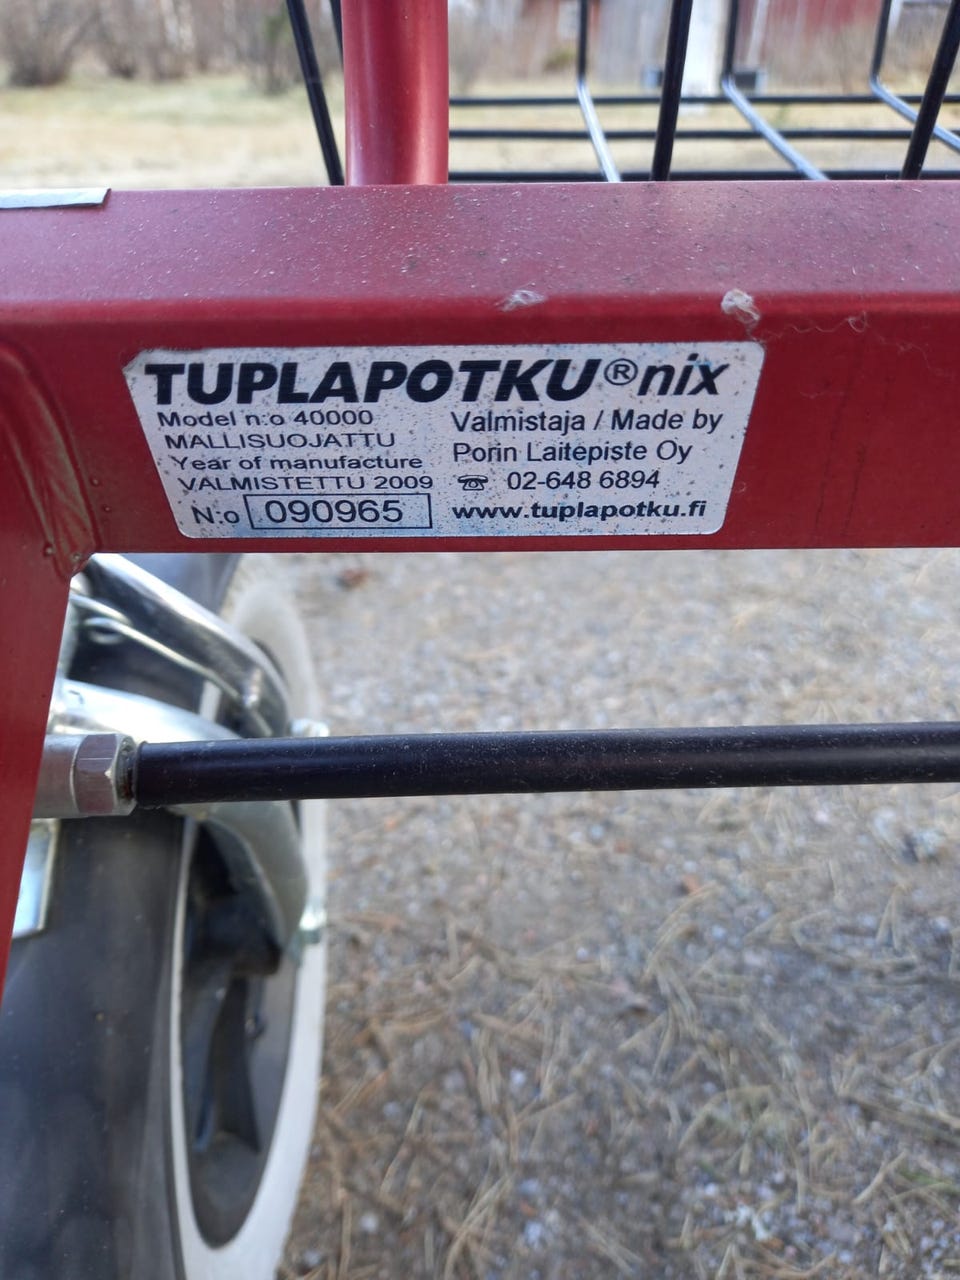 TUPLAPOTKU®nix
Model n:o 40000
MALLISUOJATTU
Year of manufacture
VALMISTETTU 2009
N:o 090965
Valmistaja / Made by
Porin Laitepiste Oy
☎ 02-648 6894
www.tuplapotku.fi